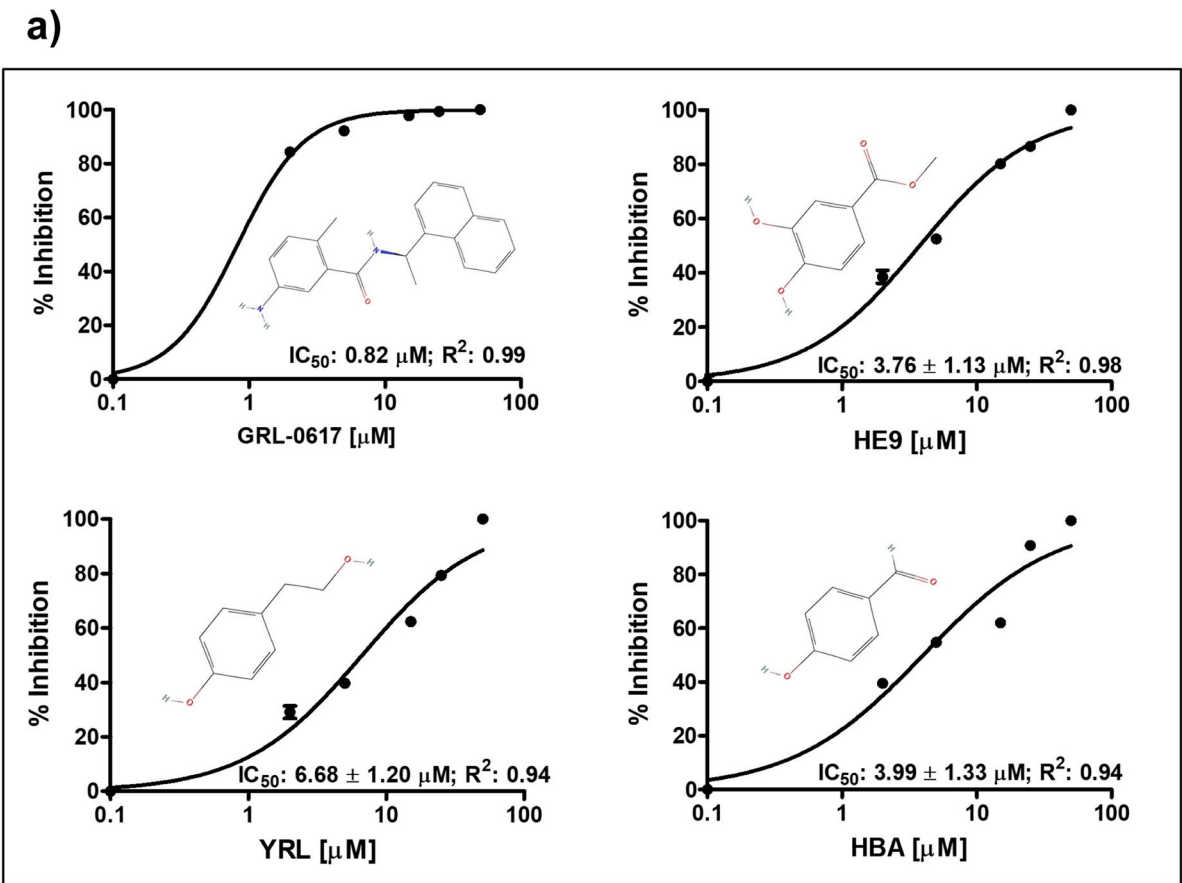 a)
% Inhibition
100
80
60
40
20
0
0.1 1 10 100
IC50: 0.82 μM; R2: 0.99
GRL-0617 [μM]
H N H
H N
O
% Inhibition
100
80
60
40
20
0
0.1 1 10 100
IC50: 3.76 ± 1.13 μM; R2: 0.98
HE9 [μM]
O
O
H O
O
H
% Inhibition
100
80
60
40
20
0
0.1 1 10 100
IC50: 6.68 ± 1.20 μM; R2: 0.94
YRL [μM]
O H
H O
% Inhibition
100
80
60
40
20
0
0.1 1 10 100
IC50: 3.99 ± 1.33 μM; R2: 0.94
HBA [μM]
H
O
H O